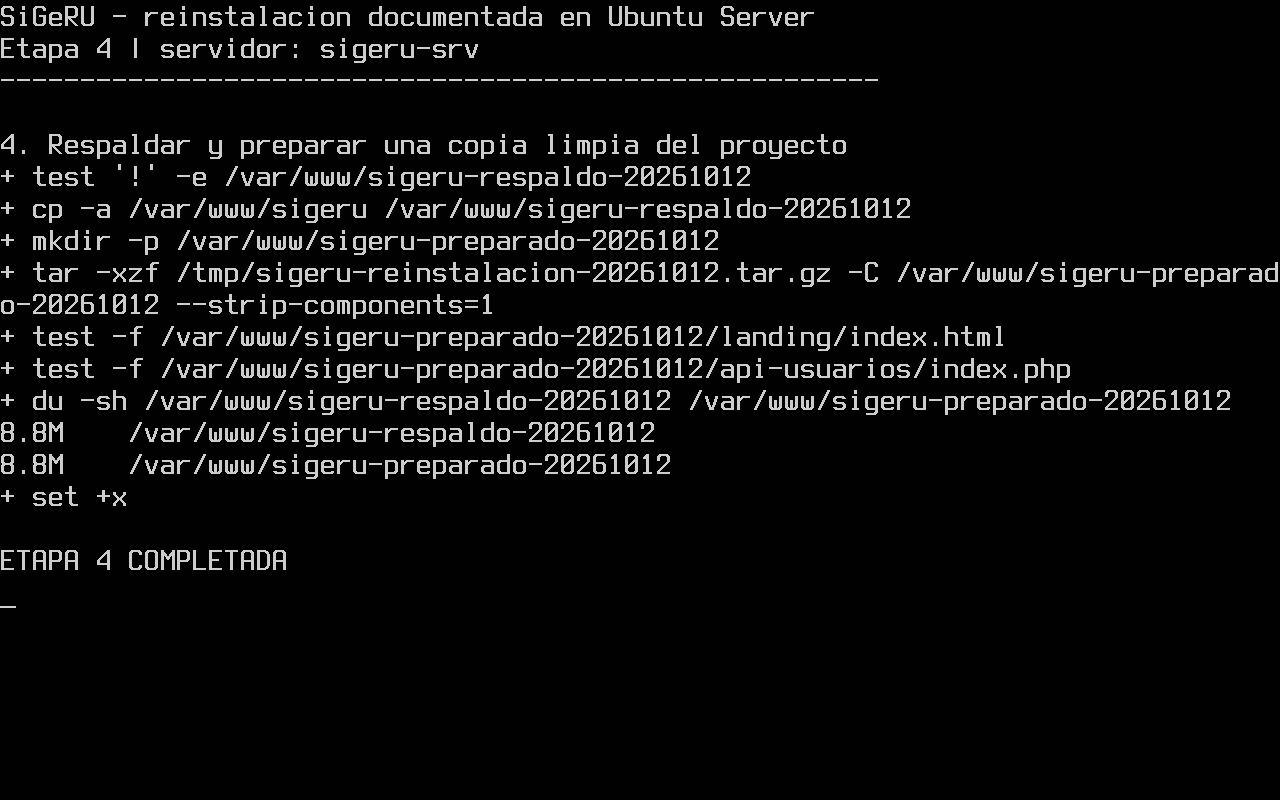 SiGeRU - reinstalacion documentada en Ubuntu Server
Etapa 4 | servidor: sigeru-srv
-------------------------------------------------------
4. Respaldar y preparar una copia limpia del proyecto
+ test '!' -e /var/www/sigeru-respaldo-20261012
+ cp -a /var/www/sigeru /var/www/sigeru-respaldo-20261012
+ mkdir -p /var/www/sigeru-preparado-20261012
+ tar -xzf /tmp/sigeru-reinstalacion-20261012.tar.gz -C /var/www/sigeru-preparad
o-20261012 --strip-components=1
+ test -f /var/www/sigeru-preparado-20261012/landing/index.html
+ test -f /var/www/sigeru-preparado-20261012/api-usuarios/index.php
+ du -sh /var/www/sigeru-respaldo-20261012 /var/www/sigeru-preparado-20261012
8.8M    /var/www/sigeru-respaldo-20261012
8.8M    /var/www/sigeru-preparado-20261012
+ set +x
ETAPA 4 COMPLETADA
_